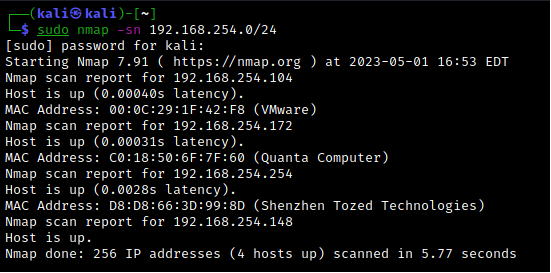 (kali㉿kali)-[~]
$ sudo nmap -sn 192.168.254.0/24
[sudo] password for kali:
Starting Nmap 7.91 ( https://nmap.org ) at 2023-05-01 16:53 EDT
Nmap scan report for 192.168.254.104
Host is up (0.00040s latency).
MAC Address: 00:0C:29:1F:42:F8 (VMware)
Nmap scan report for 192.168.254.172
Host is up (0.00031s latency).
MAC Address: C0:18:50:6F:7F:60 (Quanta Computer)
Nmap scan report for 192.168.254.254
Host is up (0.0028s latency).
MAC Address: D8:D8:66:3D:99:8D (Shenzhen Tozed Technologies)
Nmap scan report for 192.168.254.148
Host is up.
Nmap done: 256 IP addresses (4 hosts up) scanned in 5.77 seconds